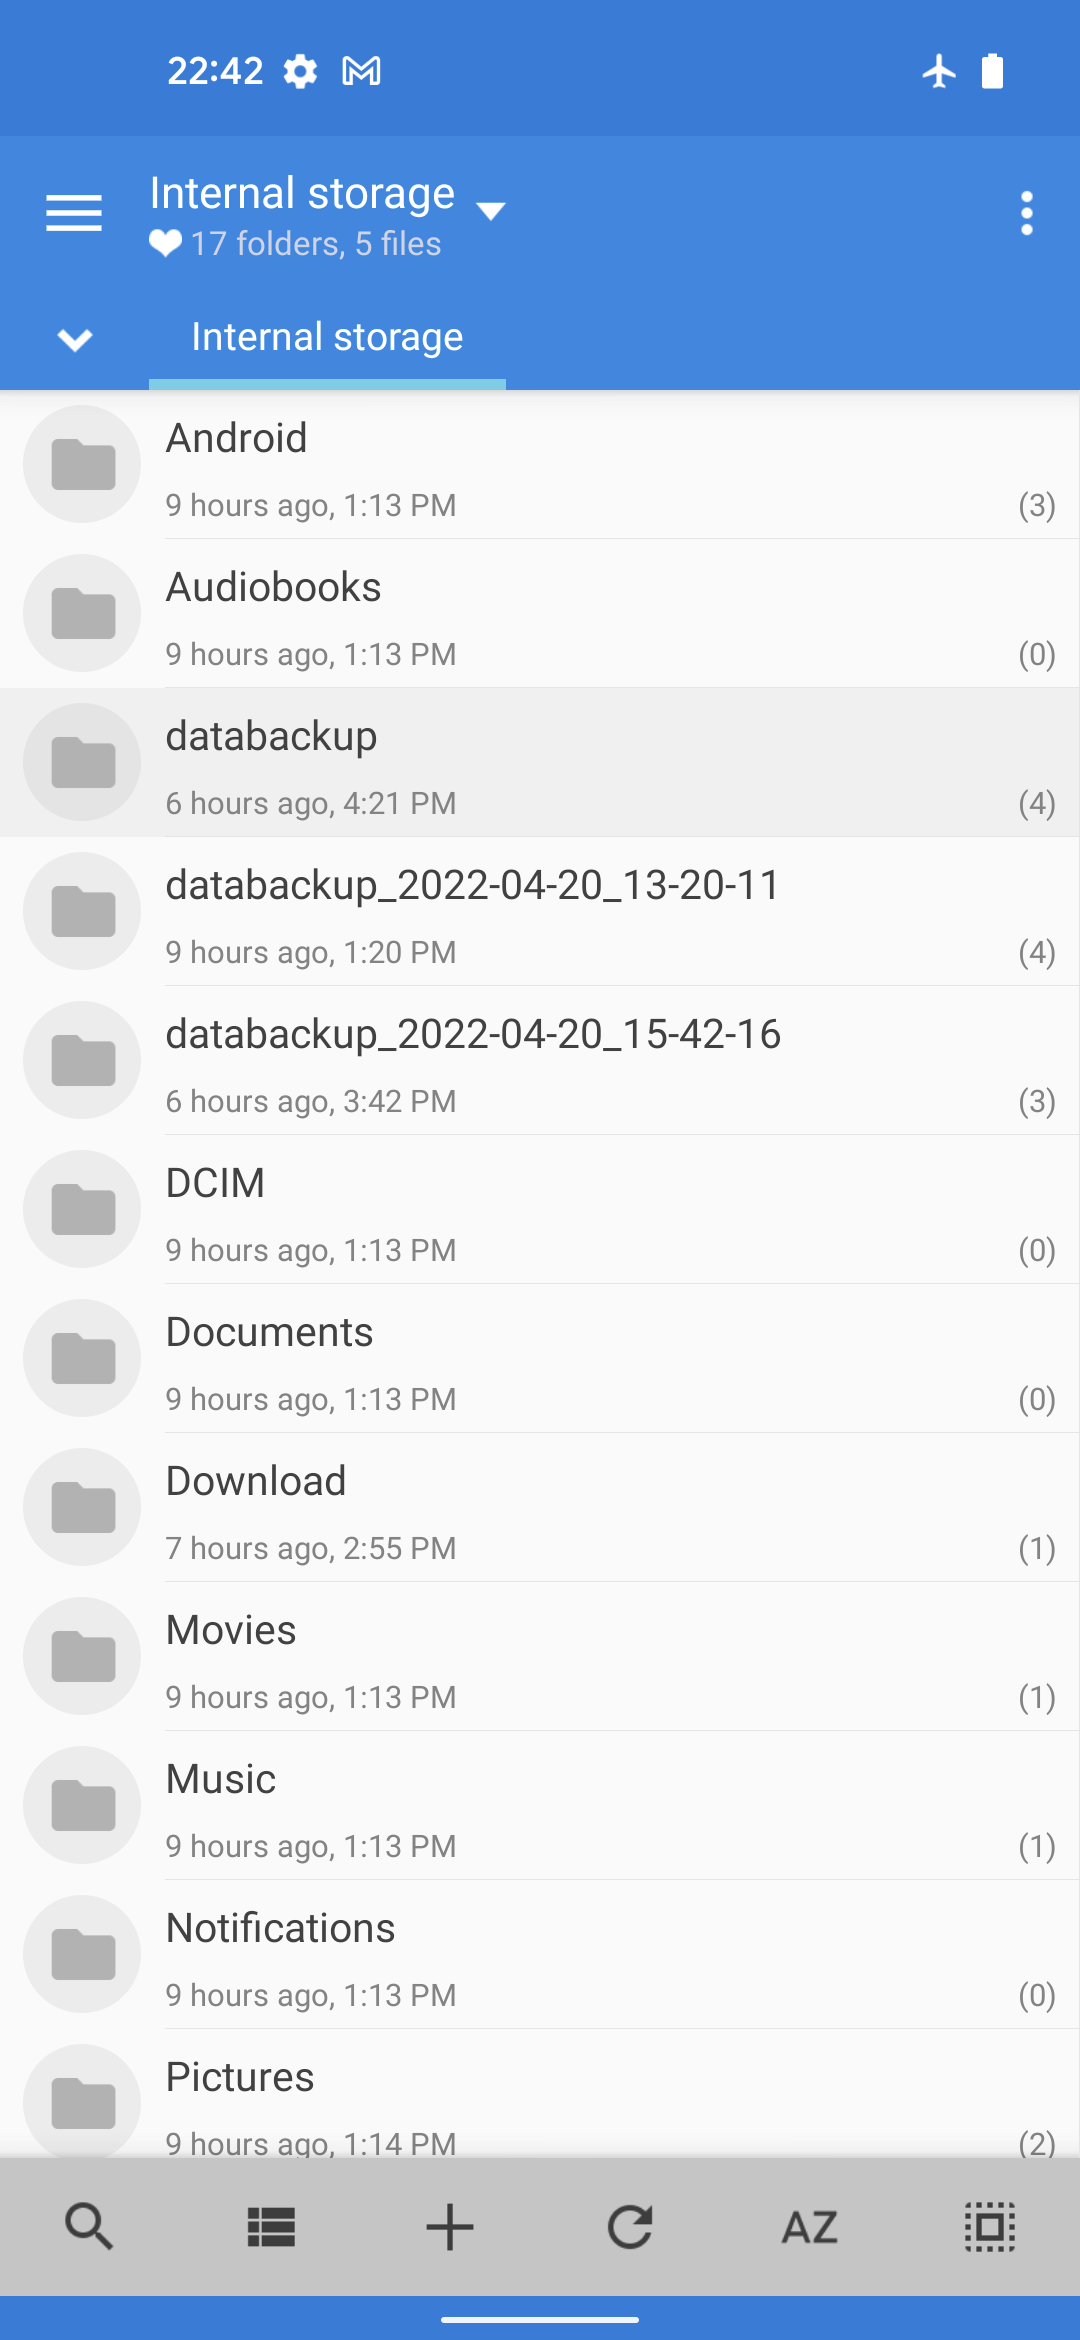 22:42
Internal storage
17 folders, 5 files
Internal storage
Android
9 hours ago, 1:13 PM (3)
Audiobooks
9 hours ago, 1:13 PM (0)
databackup
6 hours ago, 4:21 PM (4)
databackup_2022-04-20_13-20-11
9 hours ago, 1:20 PM (4)
databackup_2022-04-20_15-42-16
6 hours ago, 3:42 PM (3)
DCIM
9 hours ago, 1:13 PM (0)
Documents
9 hours ago, 1:13 PM (0)
Download
7 hours ago, 2:55 PM (1)
Movies
9 hours ago, 1:13 PM (1)
Music
9 hours ago, 1:13 PM (1)
Notifications
9 hours ago, 1:13 PM (0)
Pictures
9 hours ago, 1:14 PM (2)
AZ